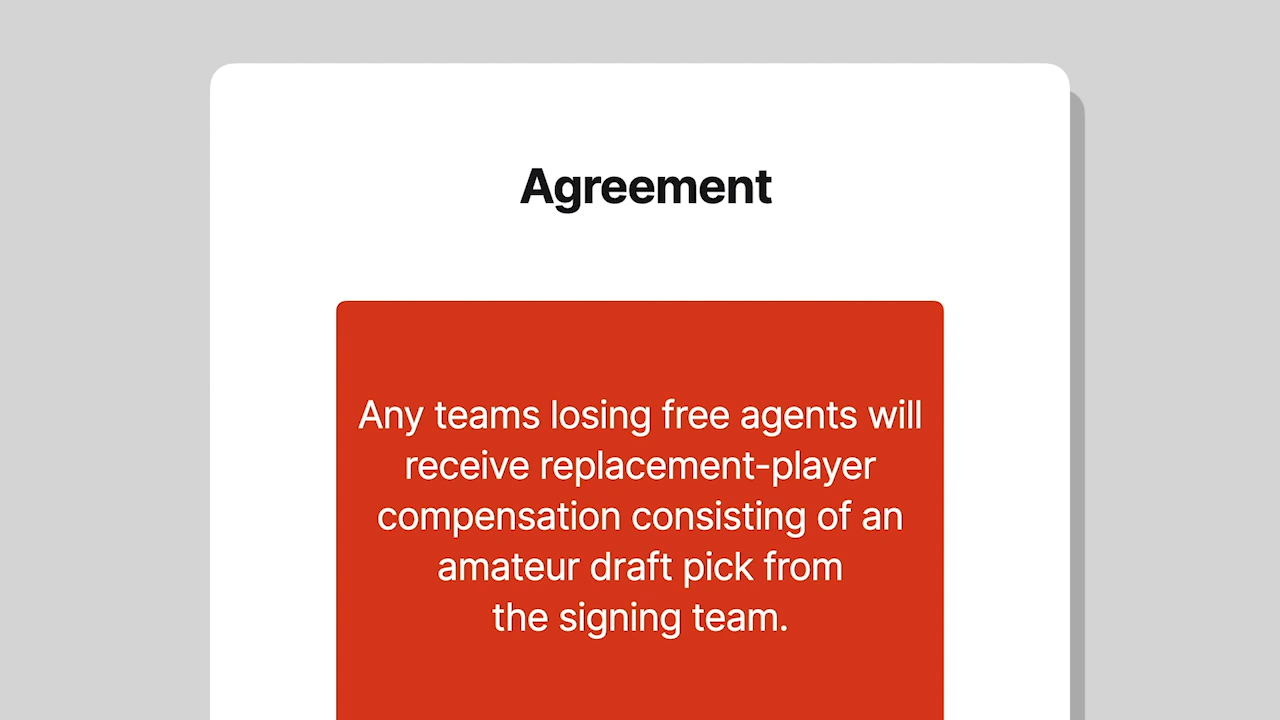 Agreement
Any teams losing free agents will
receive replacement-player
compensation consisting of an
amateur draft pick from
the signing team.